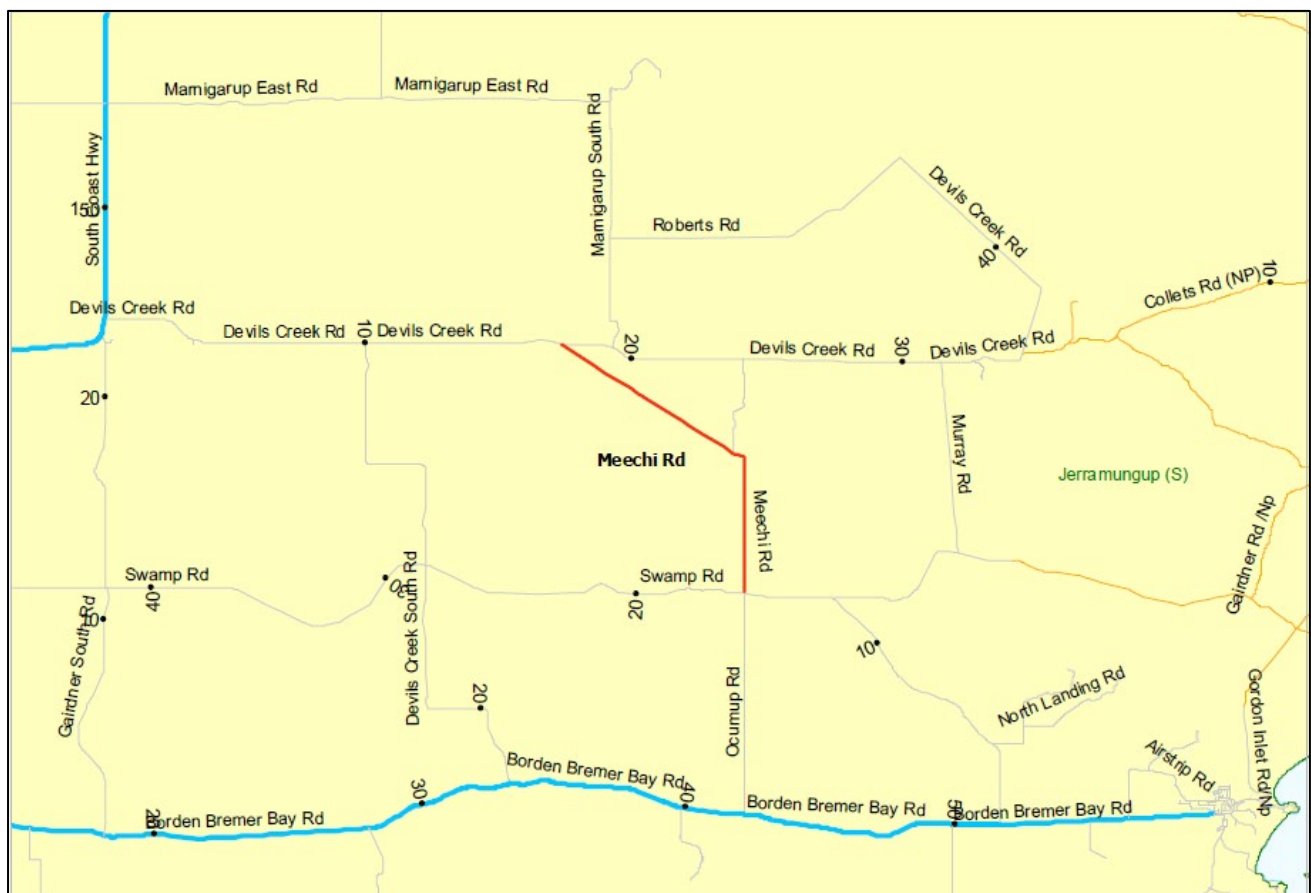 Marnigarup East Rd
Marnigarup East Rd
South Coast Hwy
150
Marnigarup South Rd
Roberts Rd
Devils Creek Rd
40
Collets Rd (NP)
10
Devils Creek Rd
Devils Creek Rd
10
Devils Creek Rd
20
Devils Creek Rd
30
Devils Creek Rd
20
Meechi Rd
Meechi Rd
Murray Rd
Jerramungup (S)
Gairdner Rd /Np
Swamp Rd
40
30
Devils Creek South Rd
20
Swamp Rd
10
Gairdner South Rd
10
20
Ocumup Rd
North Landing Rd
Gordon Inlet Rd/Np
Airstrip Rd
Borden Bremer Bay Rd
20
Borden Bremer Bay Rd
30
40
Borden Bremer Bay Rd
50
Borden Bremer Bay Rd